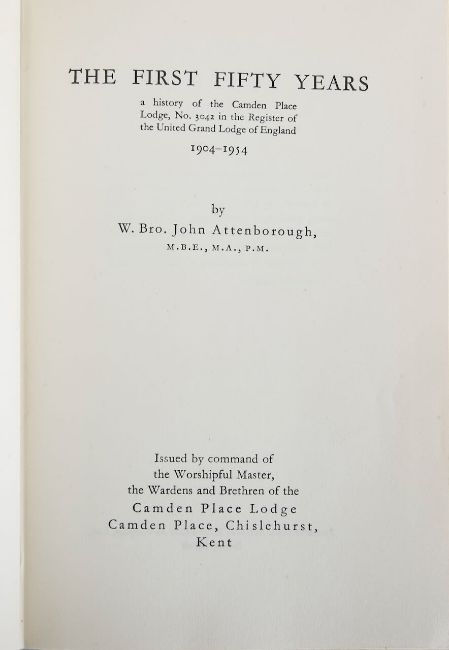 THE FIRST FIFTY YEARS
a history of the Camden Place
Lodge, No. 3042 in the Register of
the United Grand Lodge of England
1904–1954
by
W. Bro. John Attenborough,
M.B.E., M.A., P.M.
Issued by command of
the Worshipful Master,
the Wardens and Brethren of the
Camden Place Lodge
Camden Place, Chislehurst,
Kent